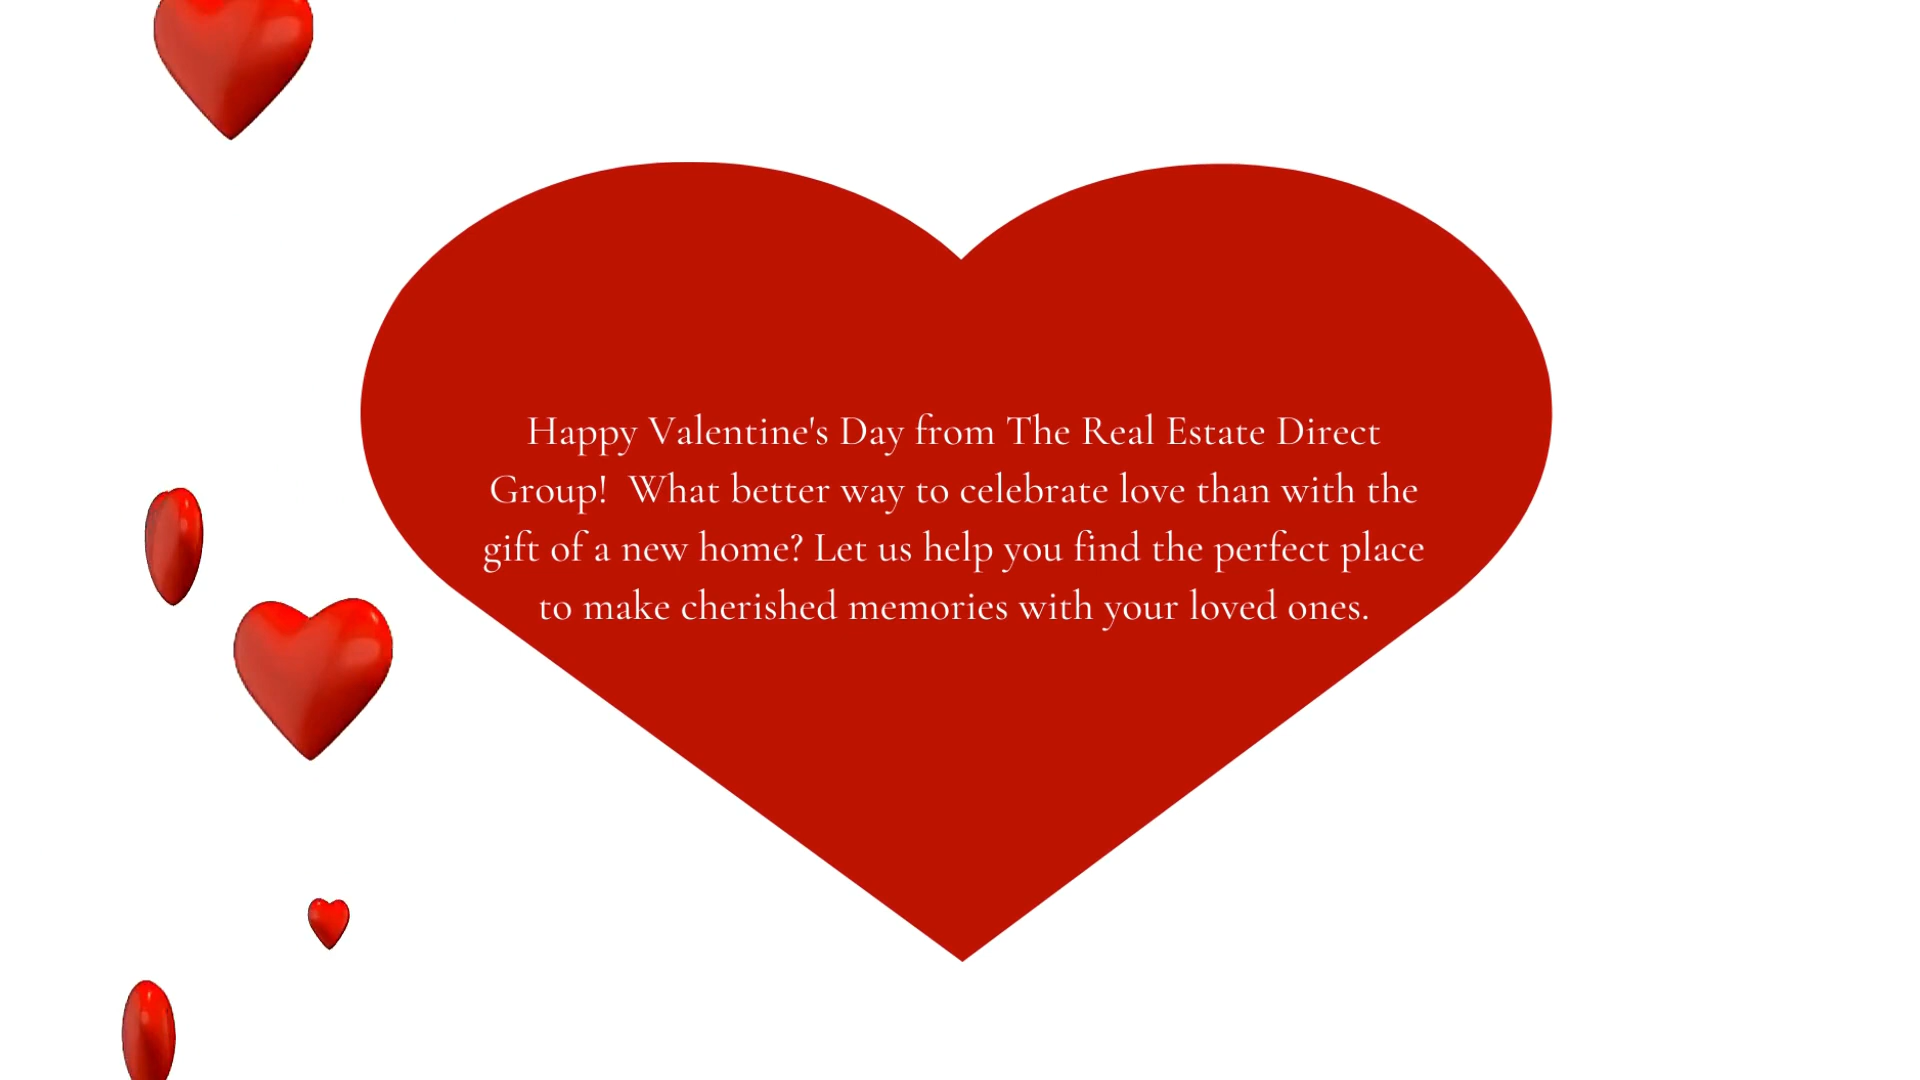 Happy Valentine's Day from The Real Estate Direct
Group!  What better way to celebrate love than with the
gift of a new home? Let us help you find the perfect place
to make cherished memories with your loved ones.